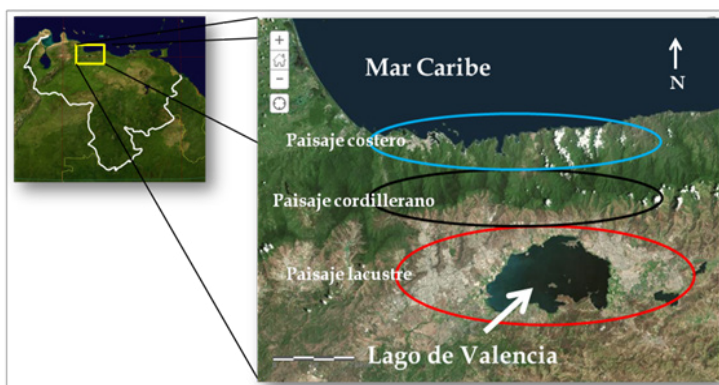 +
−
Mar Caribe
N
Paisaje costero
Paisaje cordillerano
Paisaje lacustre
Lago de Valencia